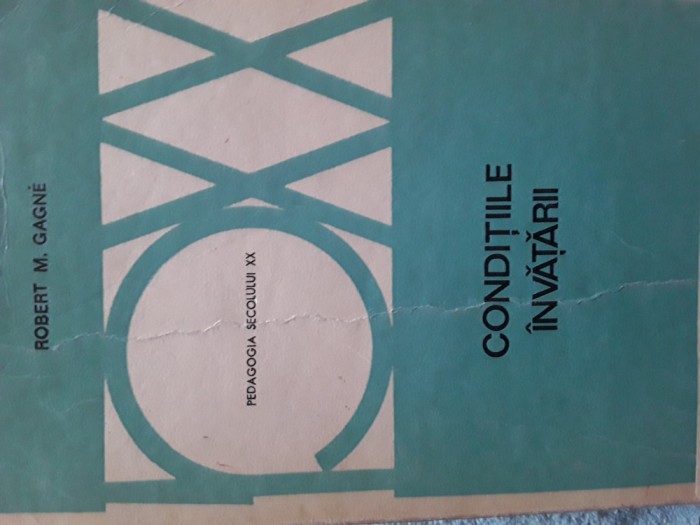 ROBERT M. GAGNÉ
PEDAGOGIA SECOLULUI XX
CONDIȚIILE
ÎNVĂȚĂRII